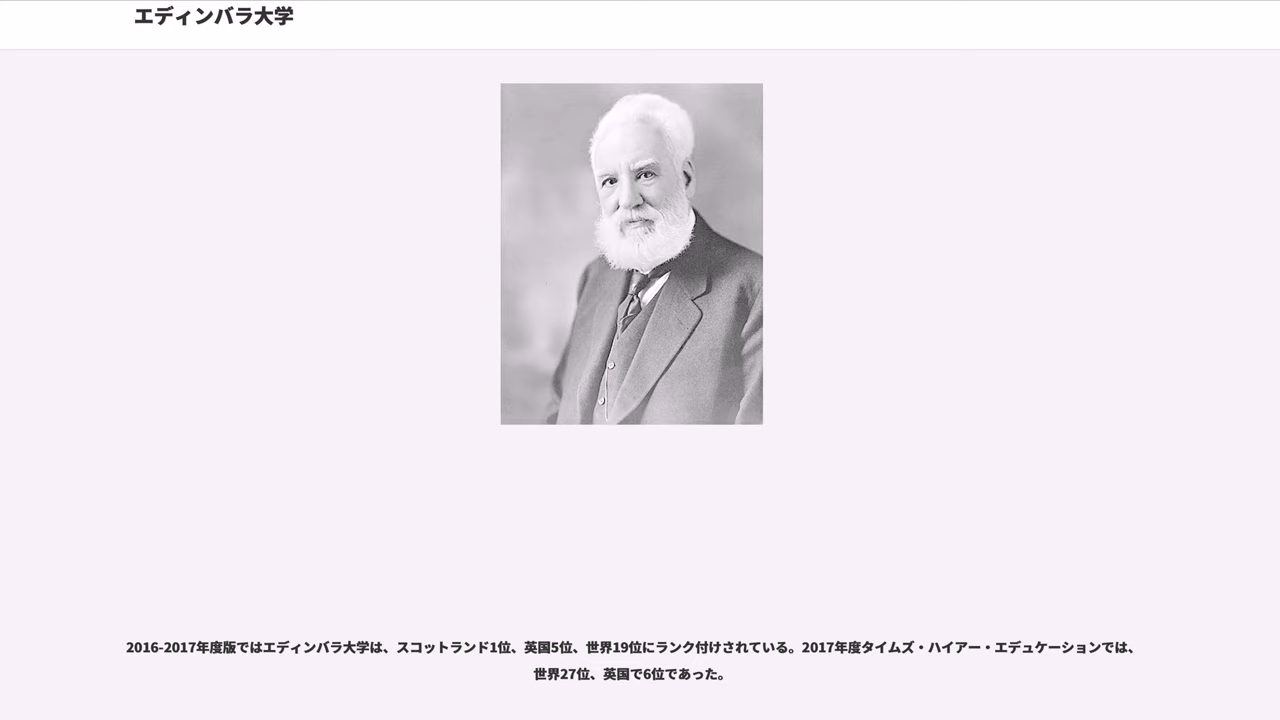 エディンバラ大学
2016-2017年度版ではエディンバラ大学は、スコットランド1位、英国5位、世界19位にランク付けされている。2017年度タイムズ・ハイアー・エデュケーションでは、
世界27位、英国で6位であった。